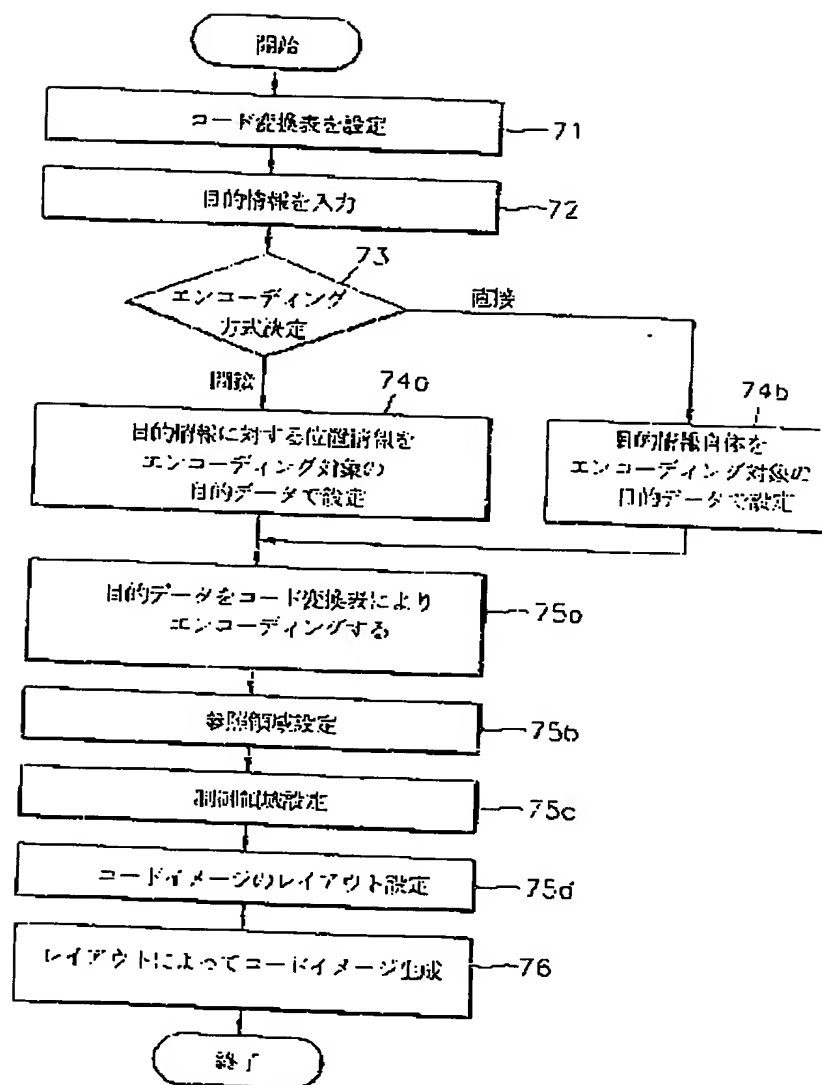 開始
コード変換表を設定
71
目的情報を入力
72
73
エンコーディング
方式決定
直接
間接
74a
74b
目的情報に対する位置情報を
エンコーディング対象の
目的データで設定
目的情報自体を
エンコーディング対象の
目的データで設定
目的データをコード変換表により
エンコーディングする
75a
参照領域設定
75b
制御領域設定
75c
コードイメージのレイアウト設定
75d
レイアウトによってコードイメージ生成
76
終了